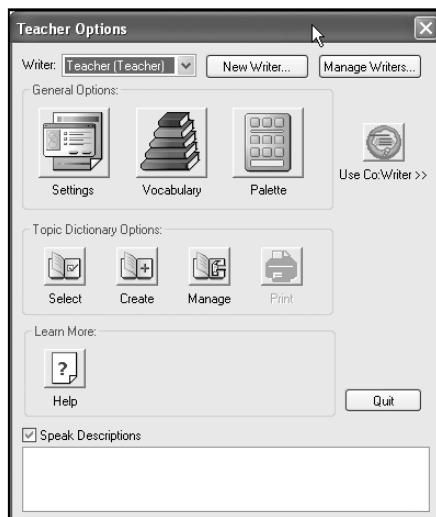 Teacher Options
Writer: Teacher (Teacher) New Writer... Manage Writers...
General Options:
Settings Vocabulary Palette
Use Co:Writer >>
Topic Dictionary Options:
Select Create Manage Print
Learn More:
? Help
Quit
Speak Descriptions